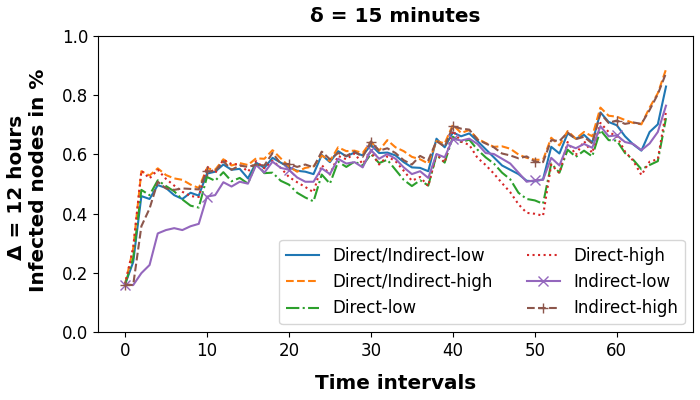 δ = 15 minutes
Δ = 12 hours
Infected nodes in %
1.0
0.8
0.6
0.4
0.2
0.0
Direct/Indirect-low
Direct/Indirect-high
Direct-low
Direct-high
Indirect-low
Indirect-high
0 10 20 30 40 50 60
Time intervals